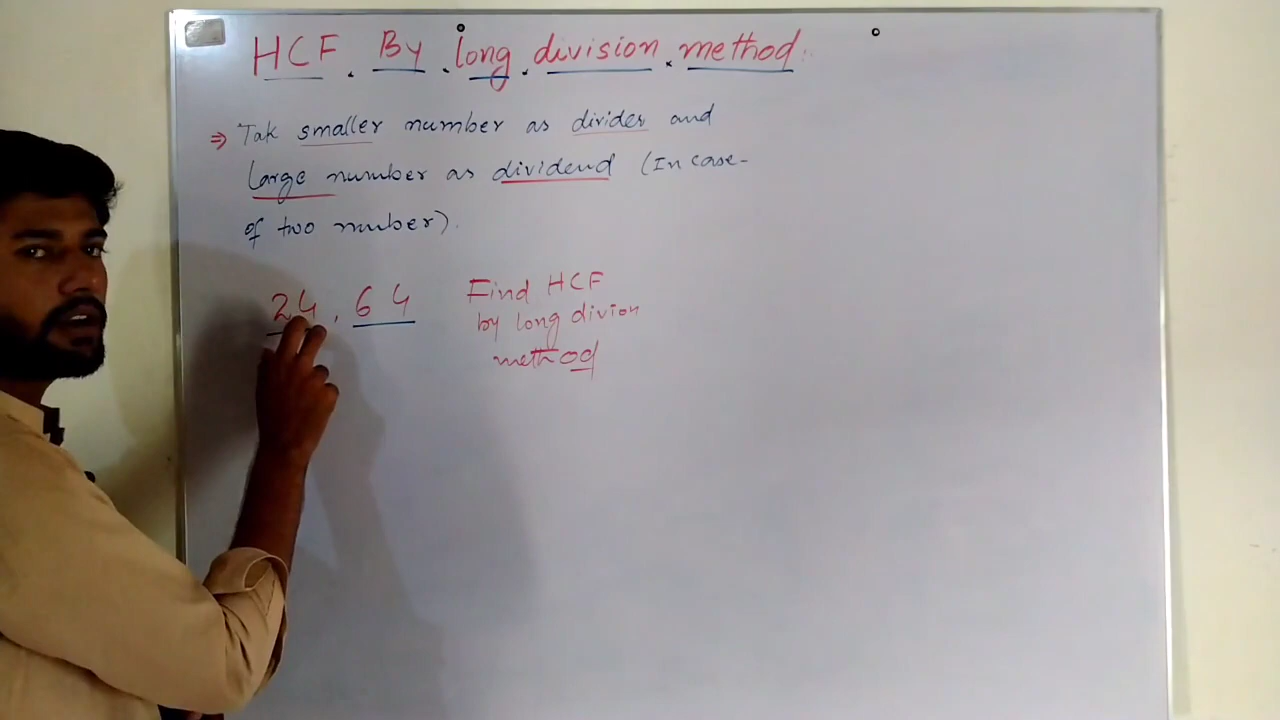 HCF By long division method.
⇒ Tak smaller number as divider and
large number as dividend (In case-
of two number).
24, 64
Find HCF
by long divion
method